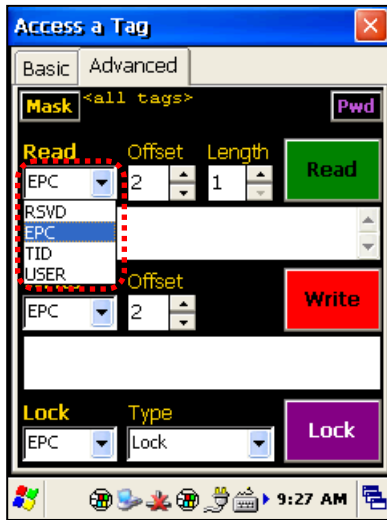 Access a Tag
Basic Advanced
Mask <all tags> Pwd
Read Offset Length
EPC 2 1 Read
RSVD
EPC
TID
USER
Offset
EPC 2 Write
Lock Type
EPC Lock Lock
9:27 AM